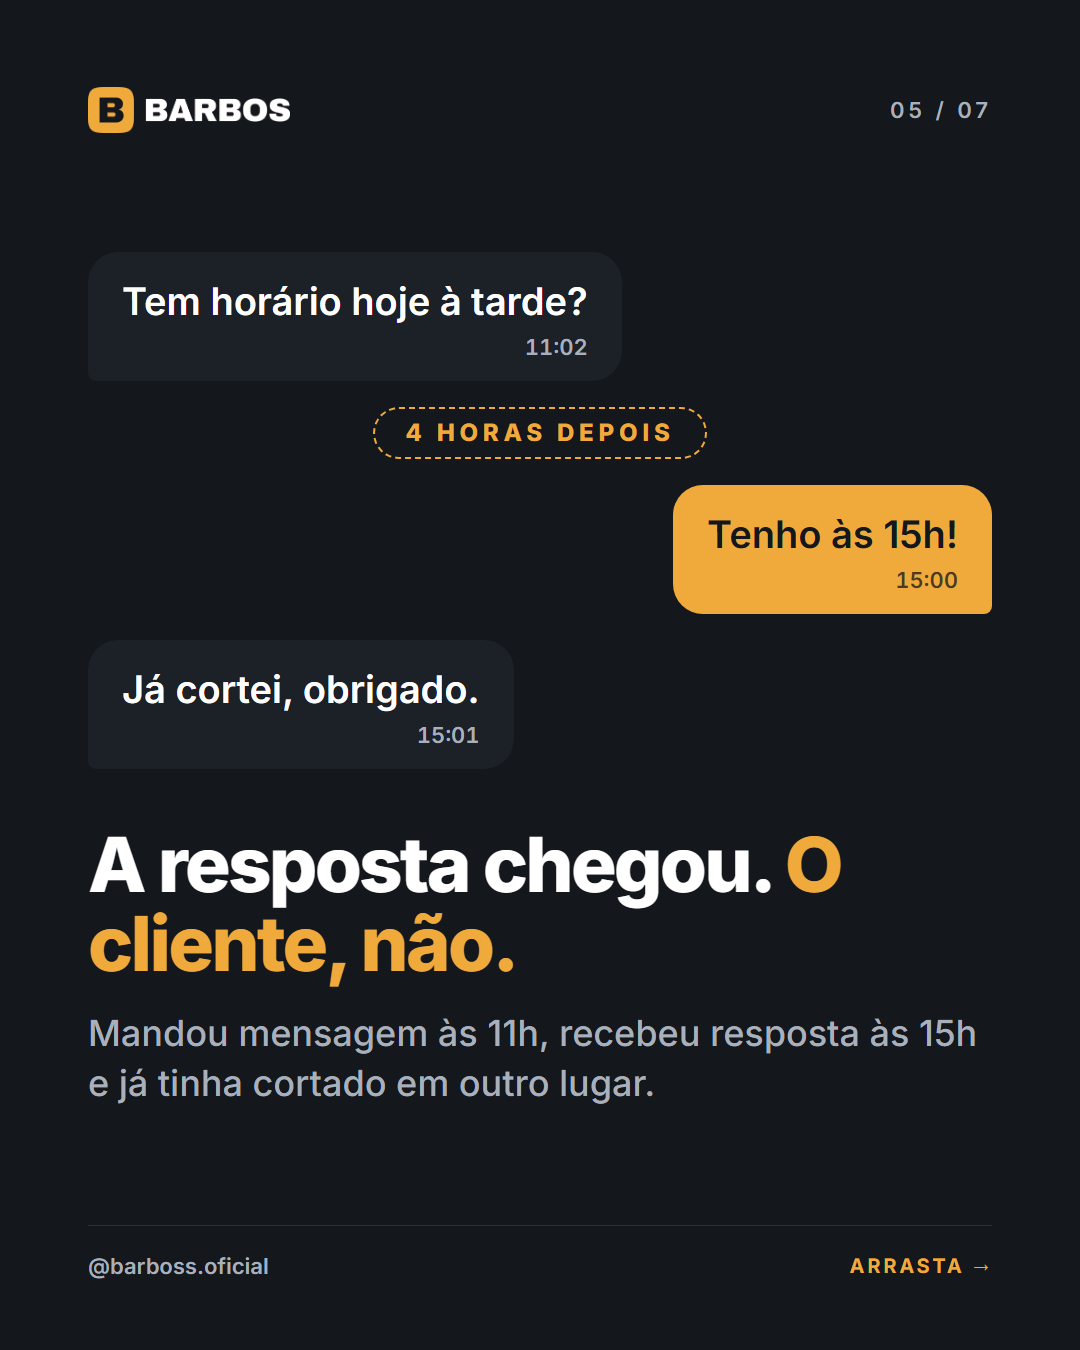 B BARBOS
05 / 07
Tem horário hoje à tarde?
11:02
4 HORAS DEPOIS
Tenho às 15h!
15:00
Já cortei, obrigado.
15:01
A resposta chegou. O
cliente, não.
Mandou mensagem às 11h, recebeu resposta às 15h
e já tinha cortado em outro lugar.
@barboss.oficial
ARRASTA →